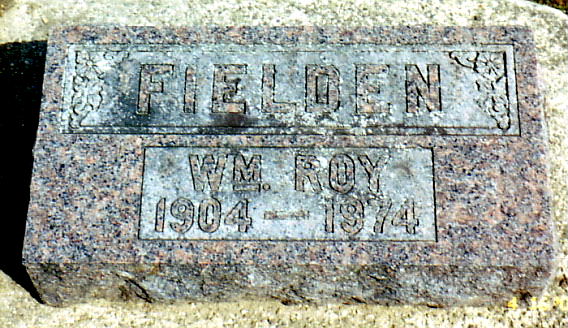 FIELDEN
WM. ROY
1904 — 1974